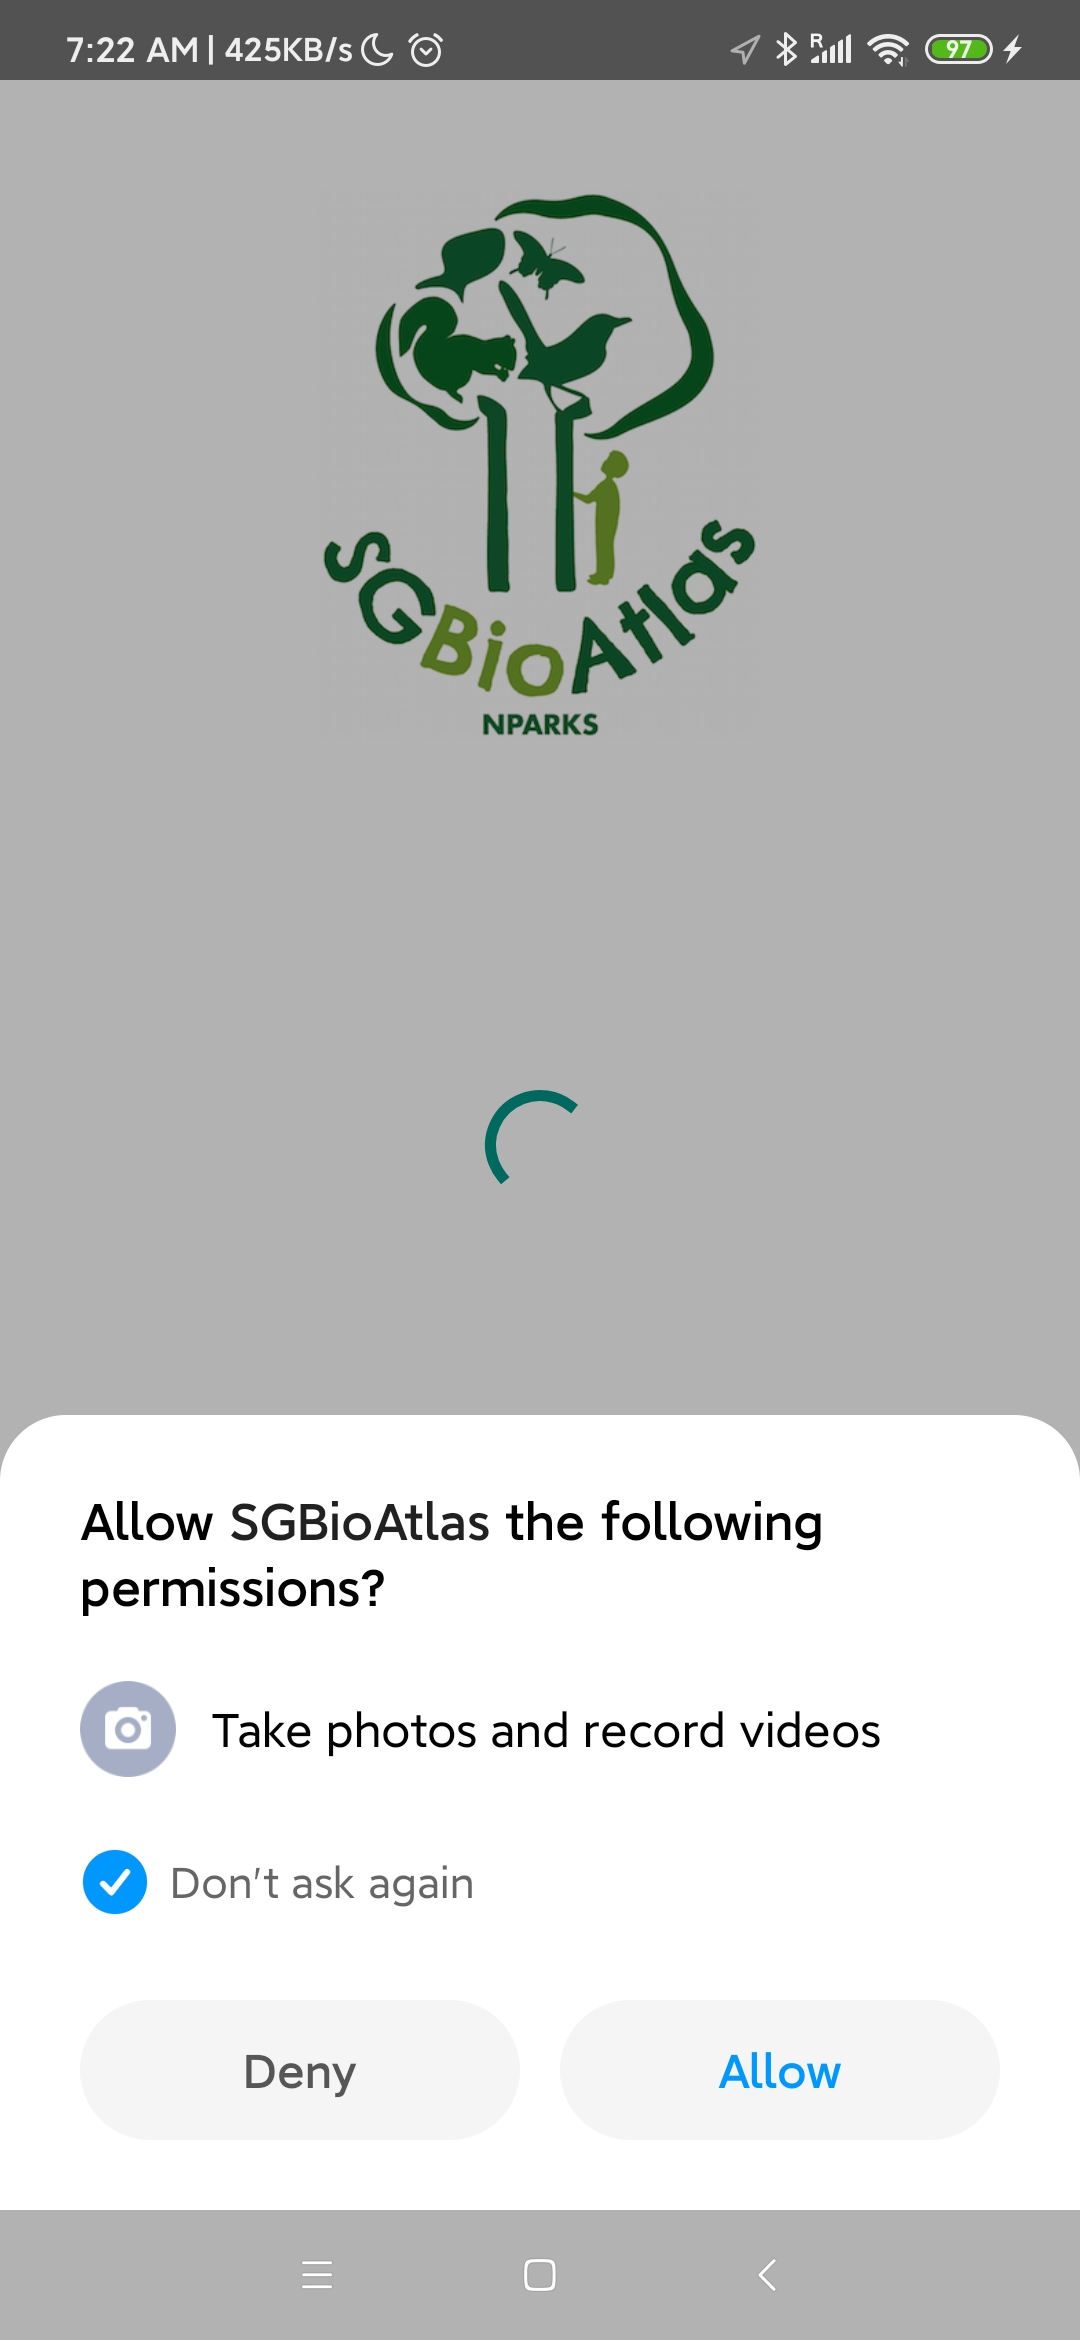 7:22 AM | 425KB/s
R
97
SGBioAtlas
NPARKS
Allow SGBioAtlas the following
permissions?
Take photos and record videos
Don't ask again
Deny
Allow